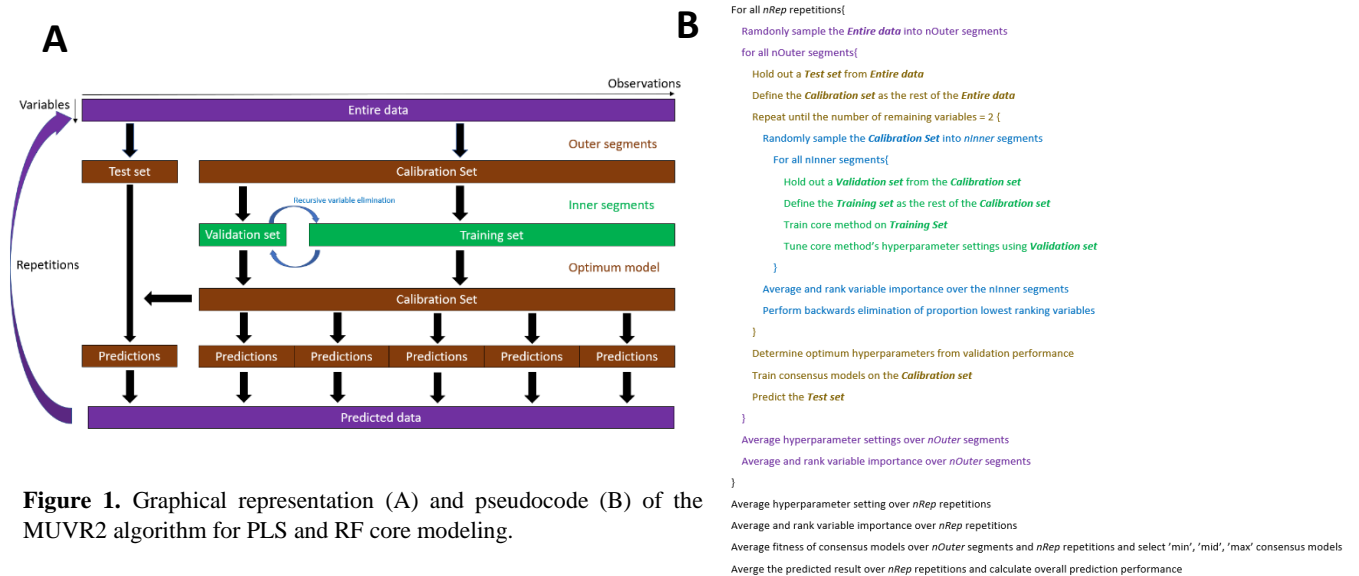 A
Observations
Variables
Entire data
Outer segments
Test set
Calibration Set
Recursive variable elimination
Inner segments
Validation set
Training set
Repetitions
Optimum model
Calibration Set
Predictions
Predictions
Predictions
Predictions
Predictions
Predictions
Predicted data
Figure 1. Graphical representation (A) and pseudocode (B) of the
MUVR2 algorithm for PLS and RF core modeling.
B
For all nRep repetitions{
Ramdonly sample the Entire data into nOuter segments
for all nOuter segments{
Hold out a Test set from Entire data
Define the Calibration set as the rest of the Entire data
Repeat until the number of remaining variables = 2 {
Randomly sample the Calibration Set into nInner segments
For all nInner segments{
Hold out a Validation set from the Calibration set
Define the Training set as the rest of the Calibration set
Train core method on Training Set
Tune core method's hyperparameter settings using Validation set
}
Average and rank variable importance over the nInner segments
Perform backwards elimination of proportion lowest ranking variables
}
Determine optimum hyperparameters from validation performance
Train consensus models on the Calibration set
Predict the Test set
}
Average hyperparameter settings over nOuter segments
Average and rank variable importance over nOuter segments
}
Average hyperparameter setting over nRep repetitions
Average and rank variable importance over nRep repetitions
Average fitness of consensus models over nOuter segments and nRep repetitions and select 'min', 'mid', 'max' consensus models
Averge the predicted result over nRep repetitions and calculate overall prediction performance